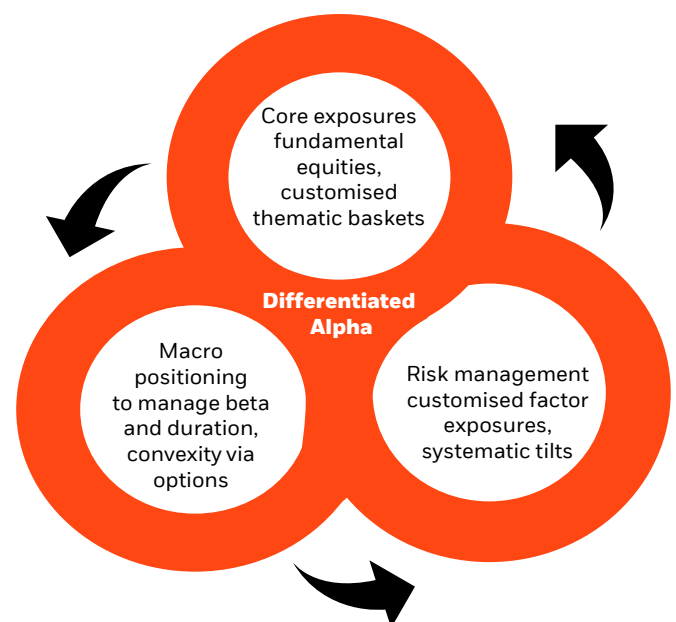 Core exposures
fundamental
equities,
customised
thematic baskets
Differentiated
Alpha
Macro
positioning
to manage beta
and duration,
convexity via
options
Risk management
customised factor
exposures,
systematic tilts